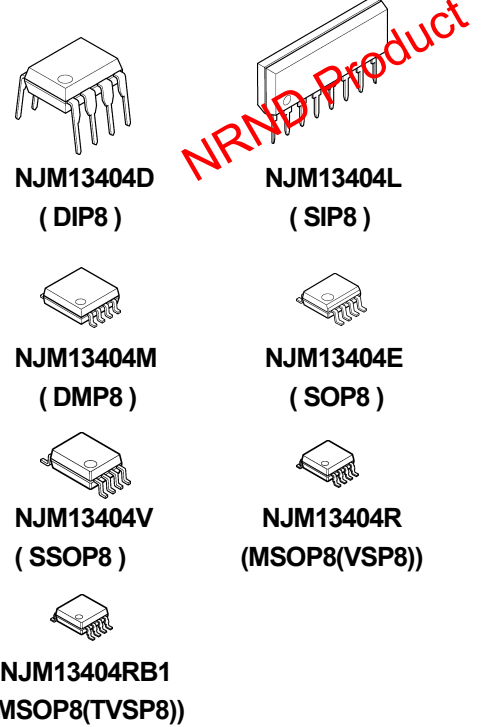 NRND Product
NJM13404D
( DIP8 )
NJM13404L
( SIP8 )
NJM13404M
( DMP8 )
NJM13404E
( SOP8 )
NJM13404V
( SSOP8 )
NJM13404R
(MSOP8(VSP8))
NJM13404RB1
MSOP8(TVSP8))